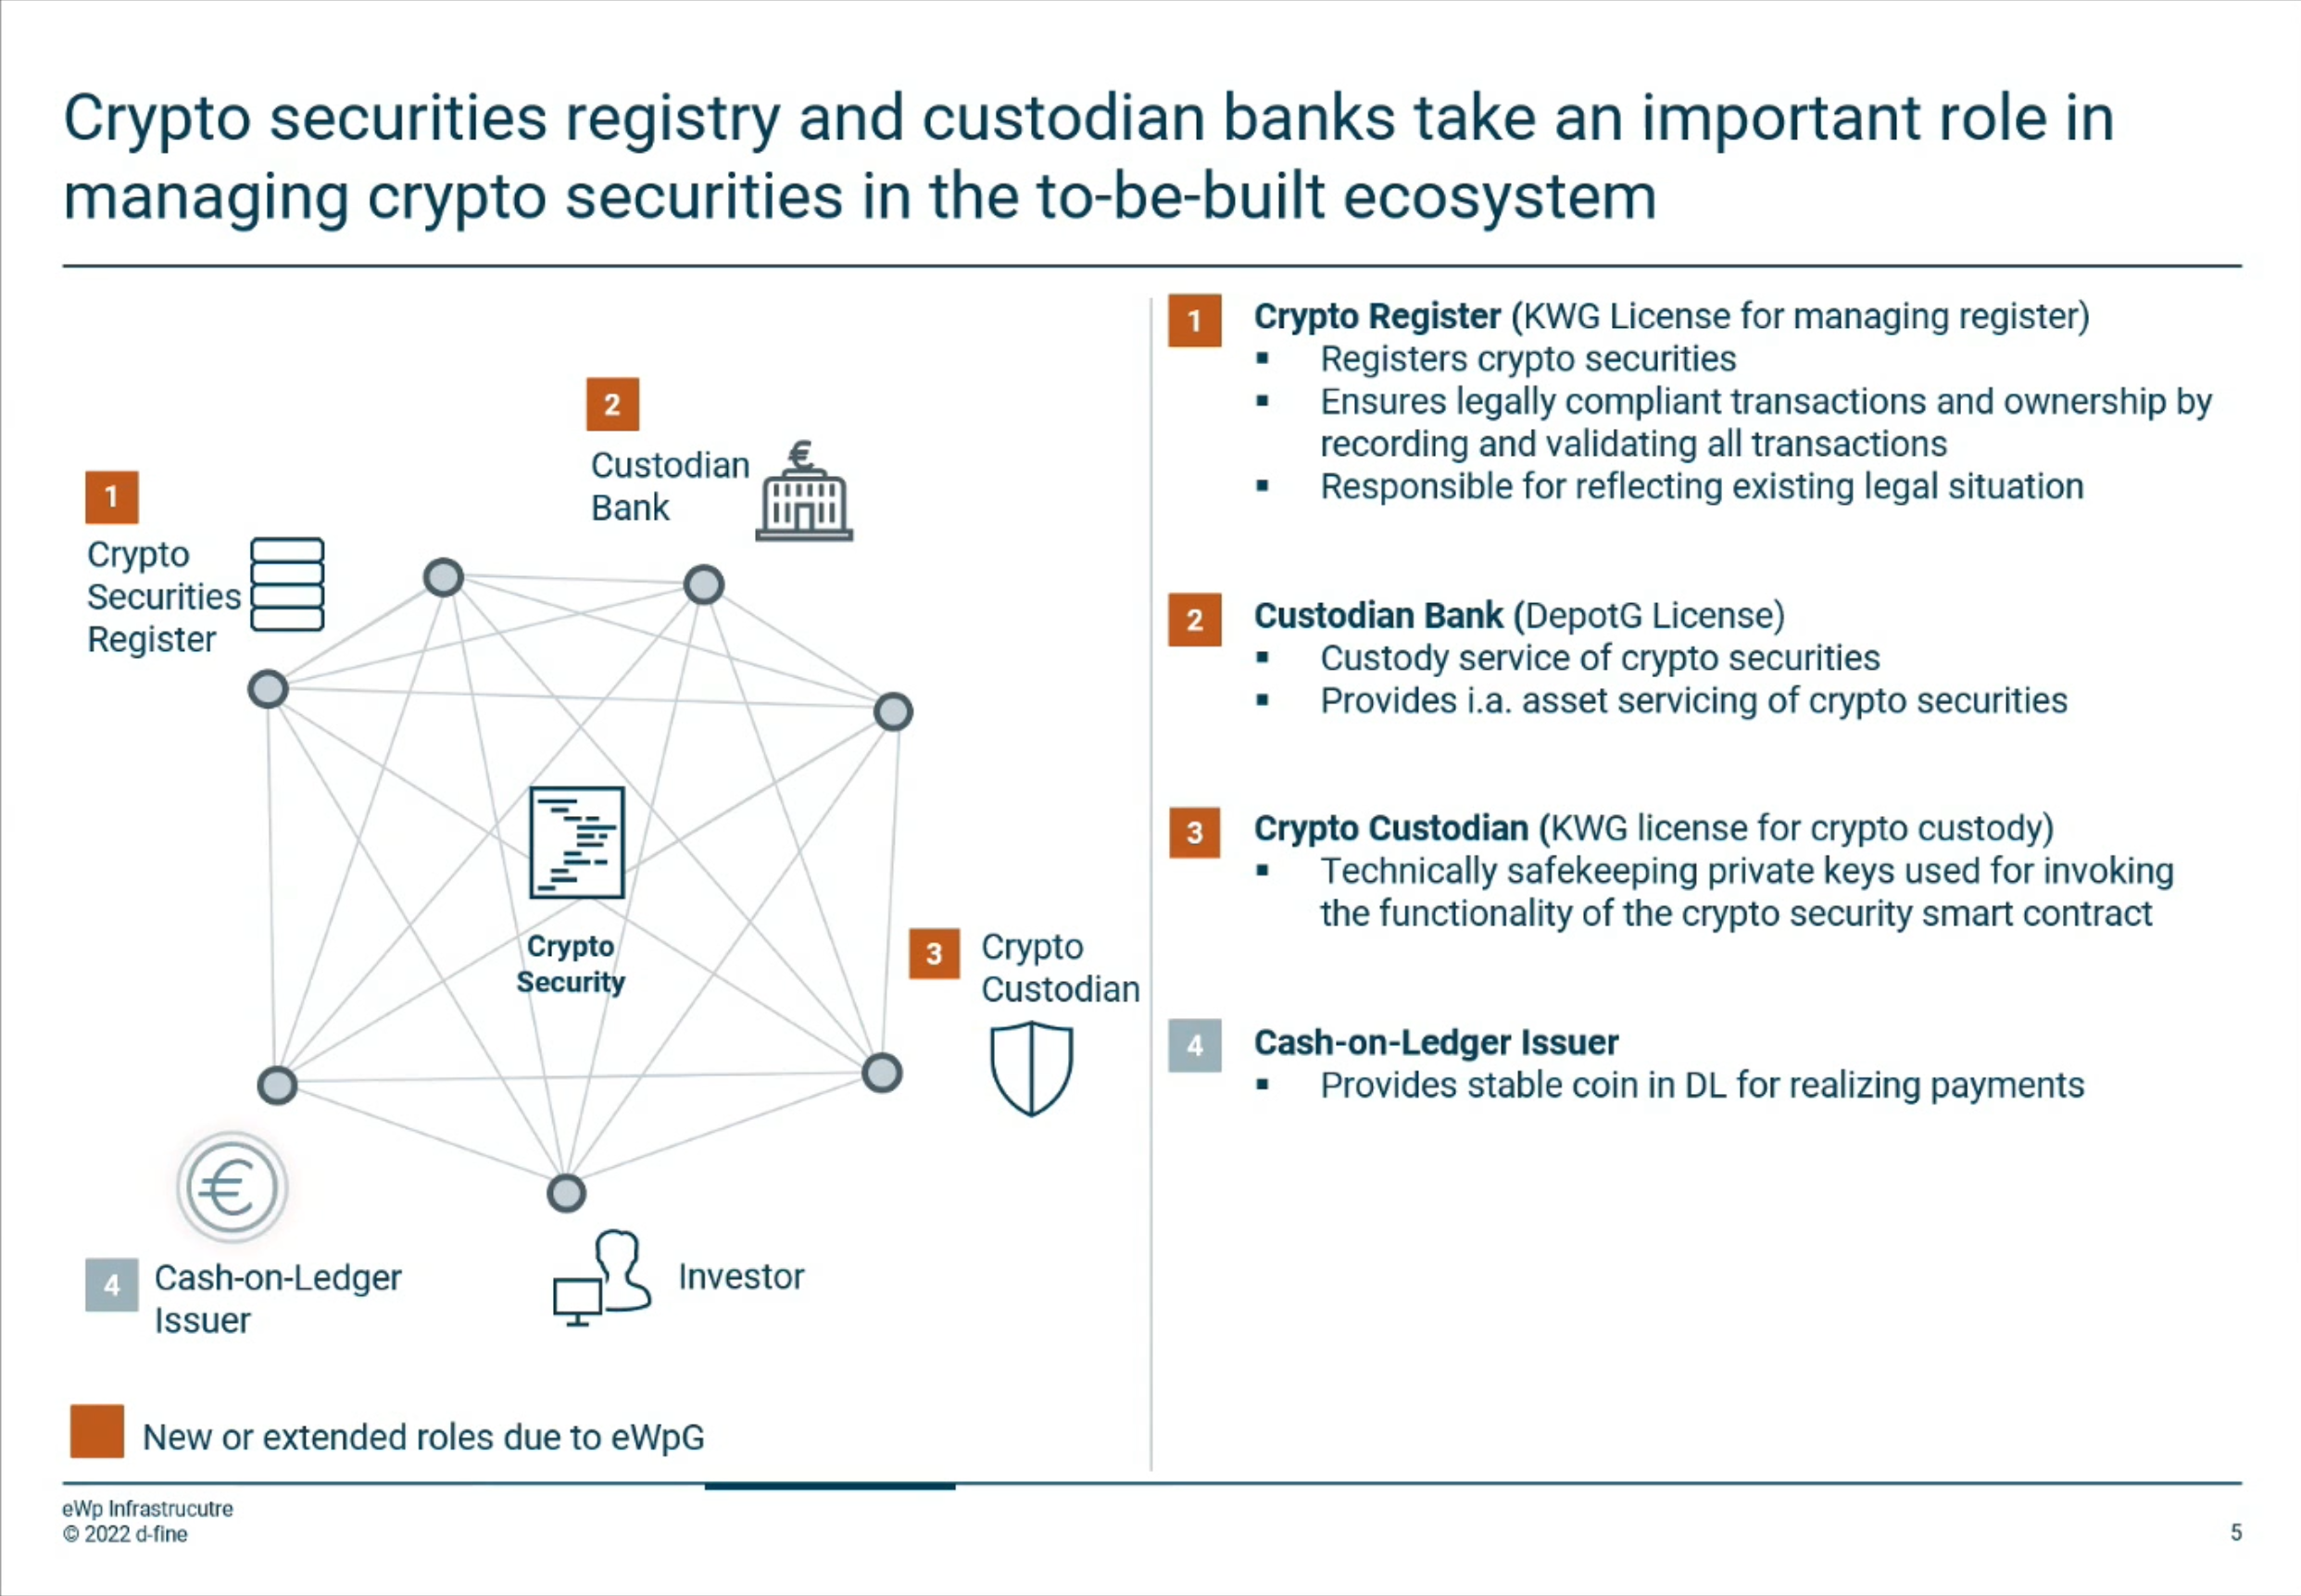 Crypto securities registry and custodian banks take an important role in
managing crypto securities in the to-be-built ecosystem
2
Custodian
Bank
€
1
Crypto
Securities
Register
Crypto
Security
3
Crypto
Custodian
€
4
Cash-on-Ledger
Issuer
Investor
New or extended roles due to eWpG
1
Crypto Register (KWG License for managing register)
▪ Registers crypto securities
▪ Ensures legally compliant transactions and ownership by
recording and validating all transactions
▪ Responsible for reflecting existing legal situation
2
Custodian Bank (DepotG License)
▪ Custody service of crypto securities
▪ Provides i.a. asset servicing of crypto securities
3
Crypto Custodian (KWG license for crypto custody)
▪ Technically safekeeping private keys used for invoking
the functionality of the crypto security smart contract
4
Cash-on-Ledger Issuer
▪ Provides stable coin in DL for realizing payments
eWp Infrastrucutre
© 2022 d-fine
5